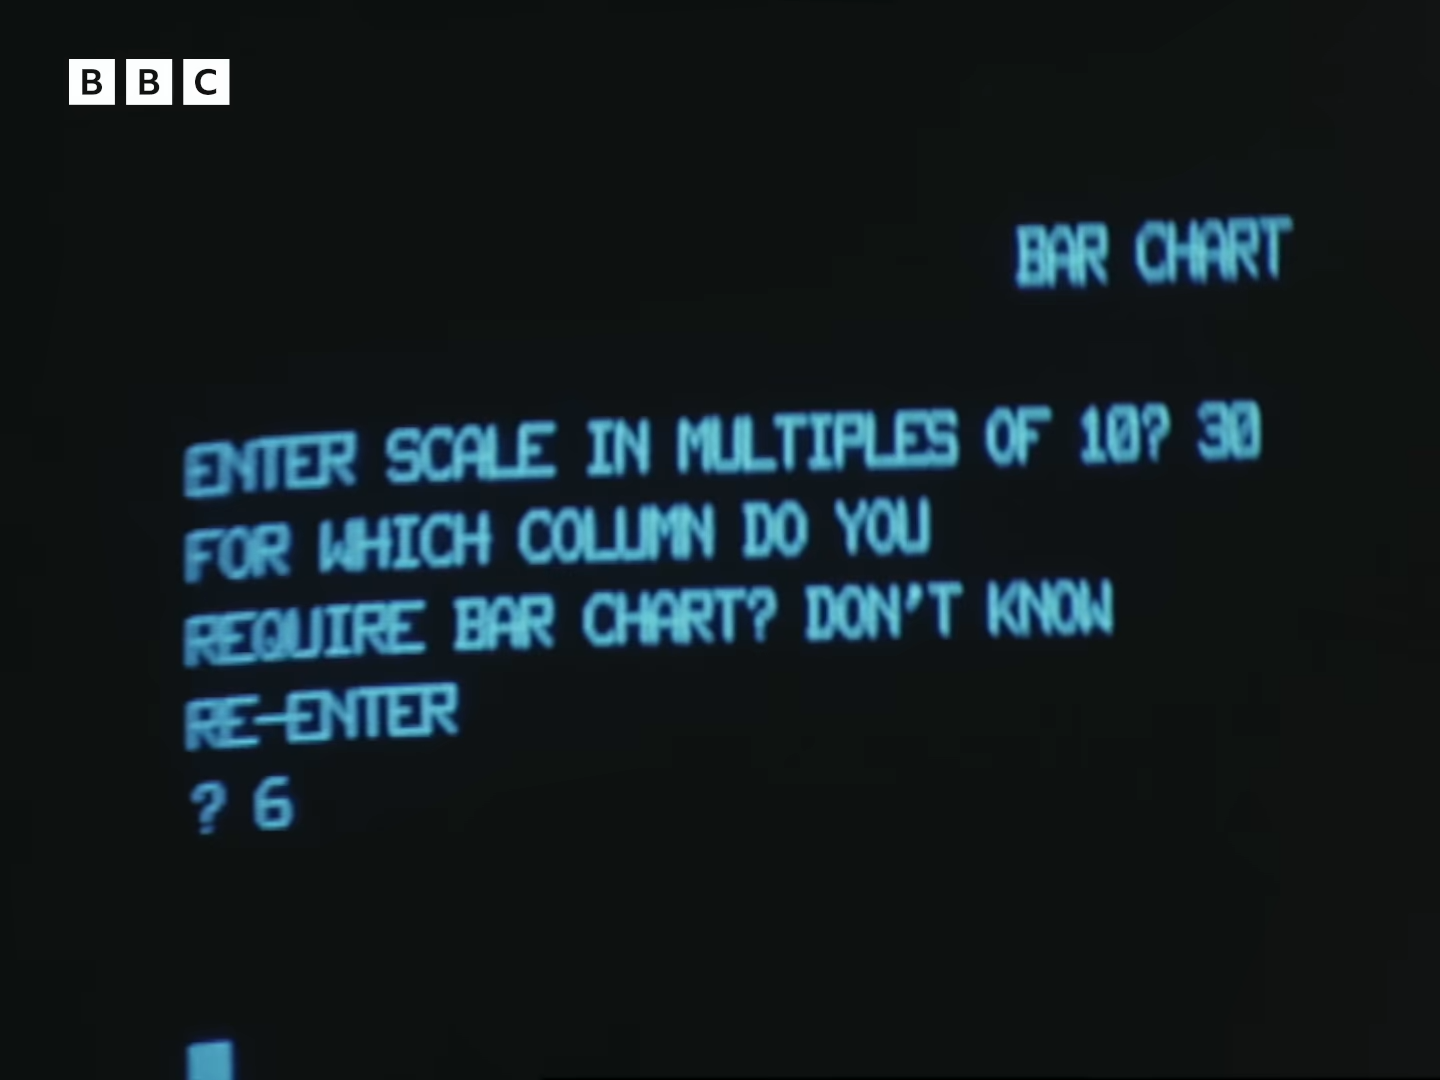 BBC
BAR CHART
ENTER SCALE IN MULTIPLES OF 10? 30
FOR WHICH COLUMN DO YOU
REQUIRE BAR CHART? DON'T KNOW
RE-ENTER
? 6